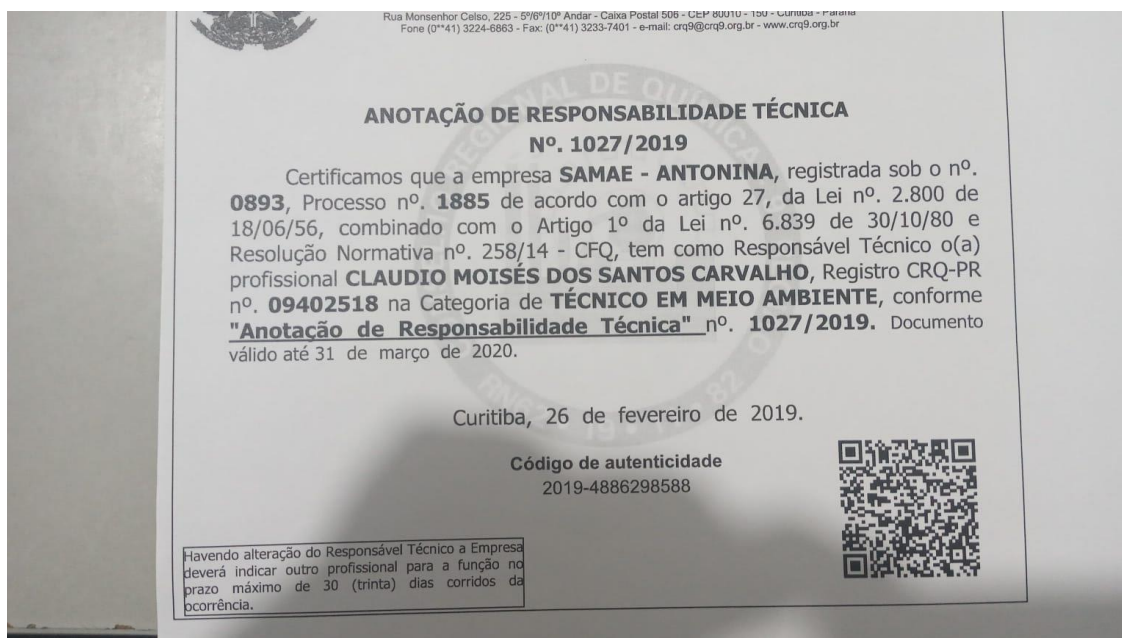 Rua Monsenhor Celso, 225 - 5º/6º/10º Andar - Caixa Postal 506 - CEP 80010 - 150 - Curitiba - Paraná
Fone (0**41) 3224-6863 - Fax: (0**41) 3233-7401 - e-mail: crq9@crq9.org.br - www.crq9.org.br
REGIONAL DE QUÍMICA
ANOTAÇÃO DE RESPONSABILIDADE TÉCNICA
Nº. 1027/2019
Certificamos que a empresa SAMAE - ANTONINA, registrada sob o nº.
0893, Processo nº. 1885 de acordo com o artigo 27, da Lei nº. 2.800 de
18/06/56, combinado com o Artigo 1º da Lei nº. 6.839 de 30/10/80 e
Resolução Normativa nº. 258/14 - CFQ, tem como Responsável Técnico o(a)
profissional CLAUDIO MOISÉS DOS SANTOS CARVALHO, Registro CRQ-PR
nº. 09402518 na Categoria de TÉCNICO EM MEIO AMBIENTE, conforme
"Anotação de Responsabilidade Técnica" nº. 1027/2019. Documento
válido até 31 de março de 2020.
Curitiba, 26 de fevereiro de 2019.
Código de autenticidade
2019-4886298588
Havendo alteração do Responsável Técnico a Empresa
deverá indicar outro profissional para a função no
prazo máximo de 30 (trinta) dias corridos da
ocorrência.